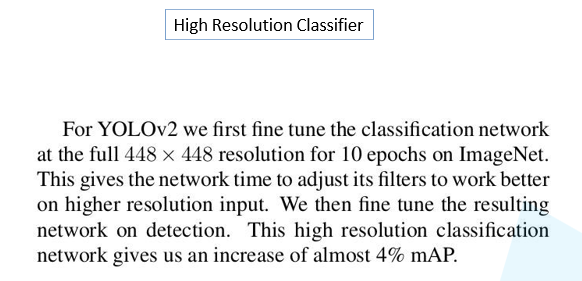 High Resolution Classifier
For YOLOv2 we first fine tune the classification network
at the full 448 × 448 resolution for 10 epochs on ImageNet.
This gives the network time to adjust its filters to work better
on higher resolution input. We then fine tune the resulting
network on detection. This high resolution classification
network gives us an increase of almost 4% mAP.